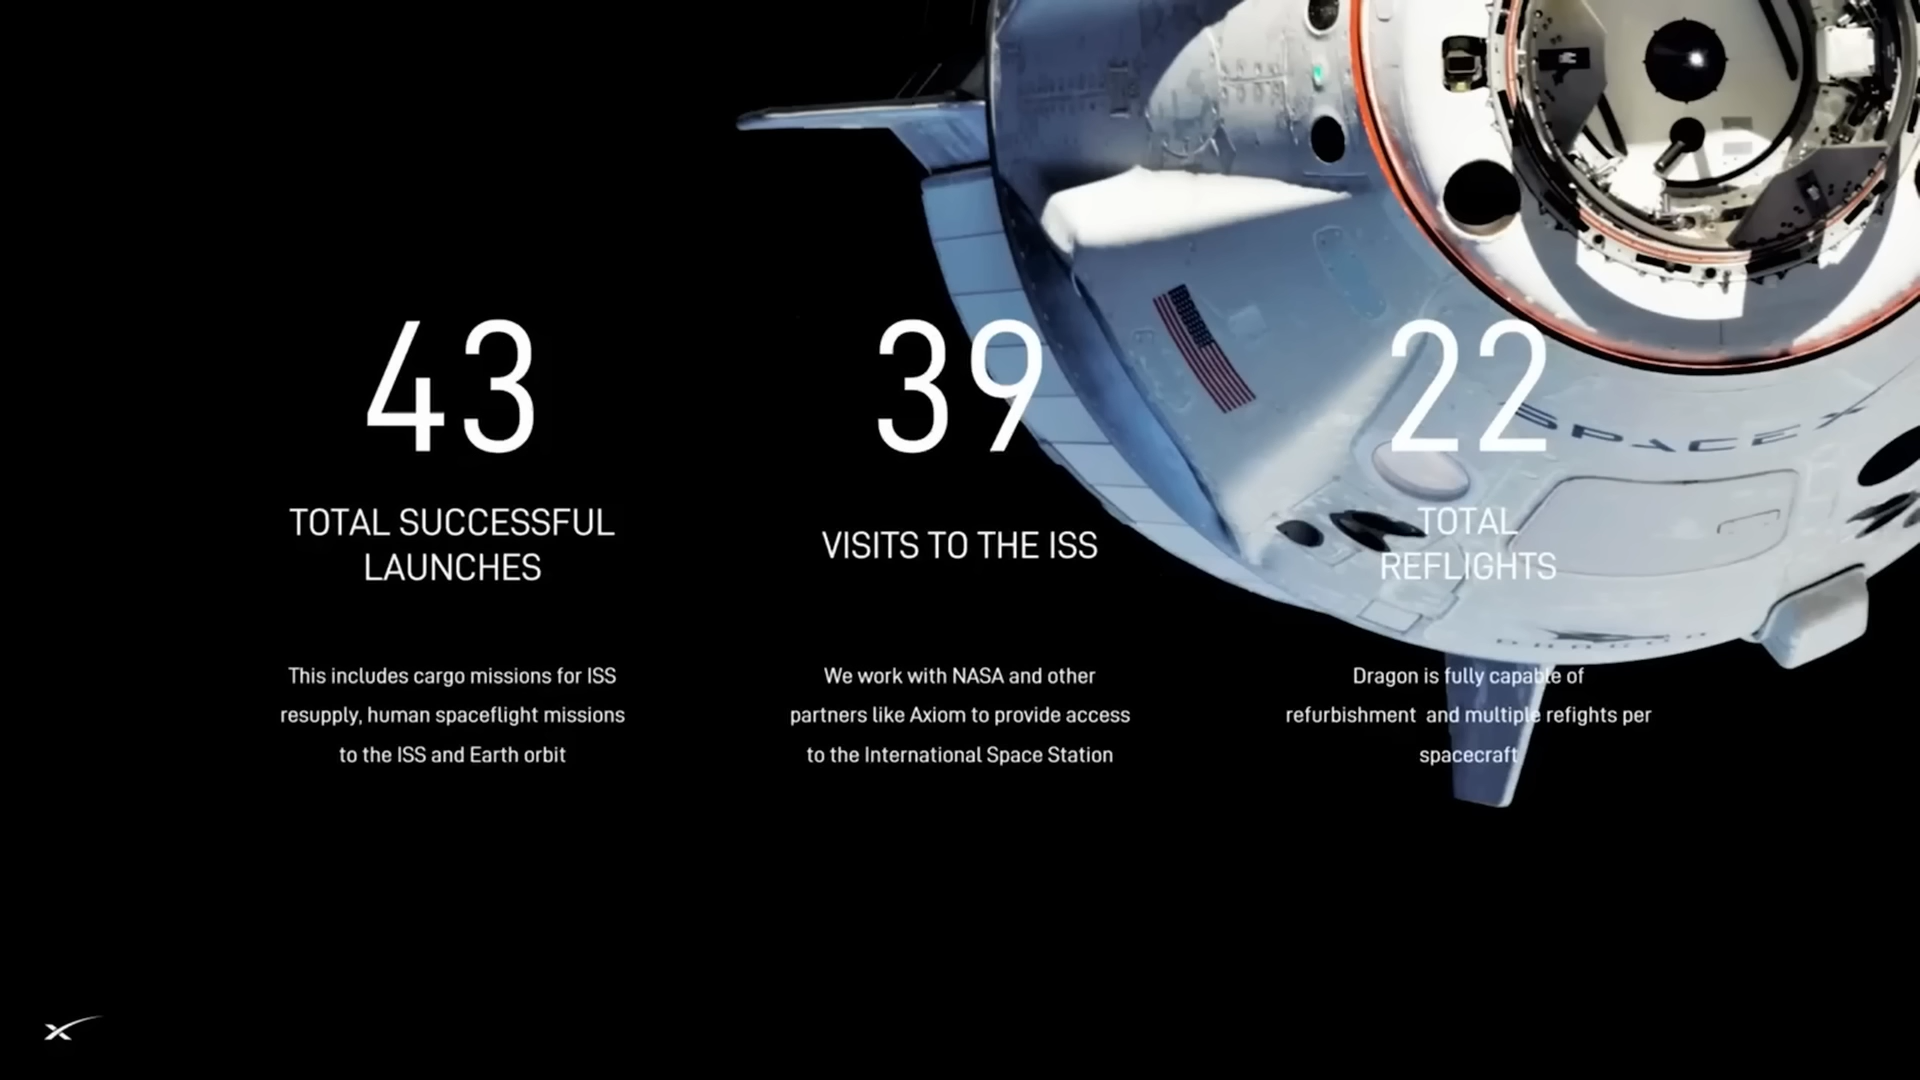 43
39
22
SPACEX
TOTAL SUCCESSFUL
LAUNCHES
VISITS TO THE ISS
TOTAL
REFLIGHTS
DRAGON
This includes cargo missions for ISS
resupply, human spaceflight missions
to the ISS and Earth orbit
We work with NASA and other
partners like Axiom to provide access
to the International Space Station
Dragon is fully capable of
refurbishment  and multiple refights per
spacecraft